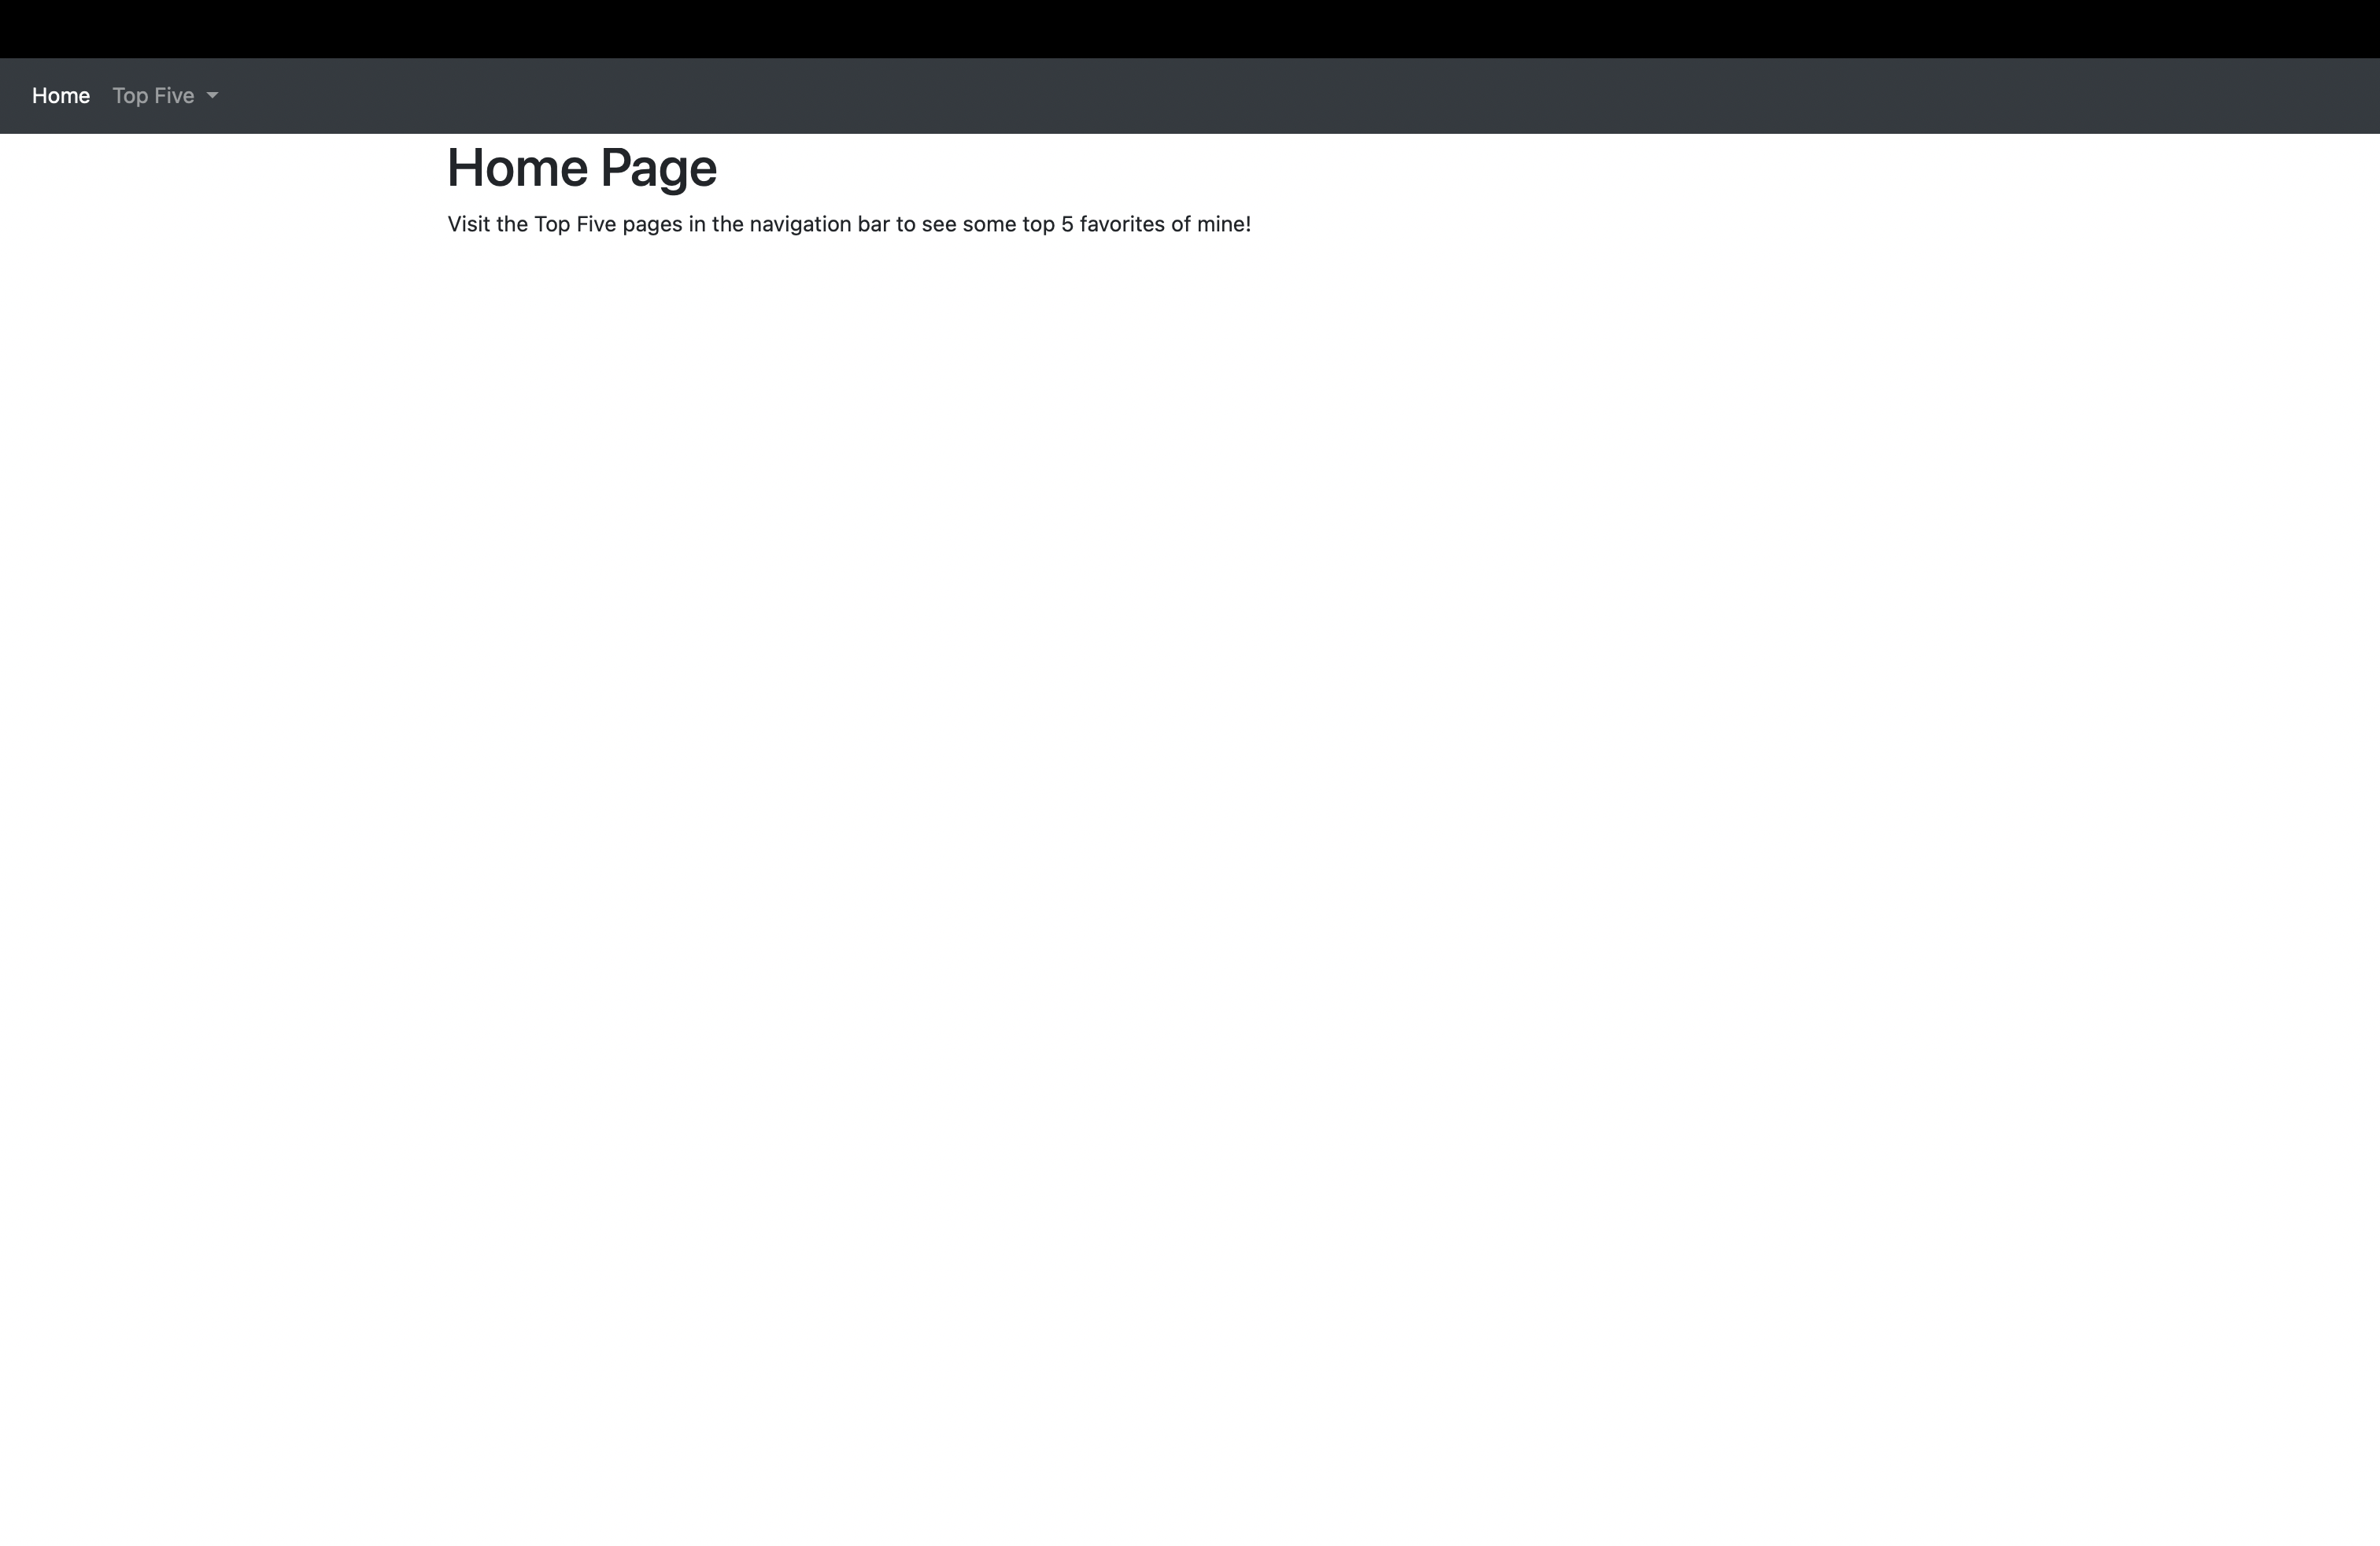 Home Top Five
Home Page
Visit the Top Five pages in the navigation bar to see some top 5 favorites of mine!